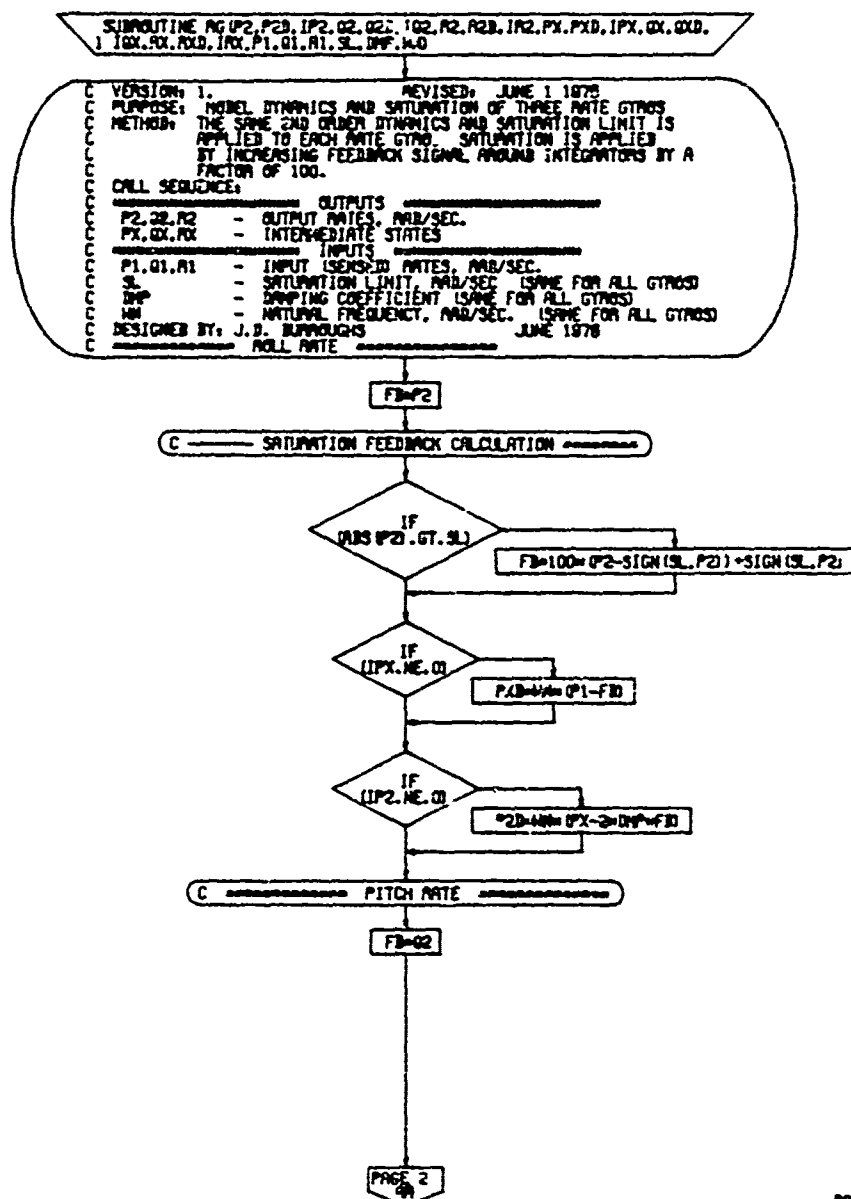 SUBROUTINE RG(P2,P2D,IP2,Q2,Q2D,IQ2,R2,R2D,IR2,PX,PXD,IPX,QX,QXD,
1 IQX,RX,RXD,IRX,P1,Q1,R1,SL,DMP,WN)
C VERSION: 1. REVISED: JUNE 1 1976
C PURPOSE: MODEL DYNAMICS AND SATURATION OF THREE RATE GYROS
C METHOD: THE SAME 2ND ORDER DYNAMICS AND SATURATION LIMIT IS
C APPLIED TO EACH RATE GYRO. SATURATION IS APPLIED
C BY INCREASING FEEDBACK SIGNAL AROUND INTEGRATORS BY A
C FACTOR OF 100.
C CALL SEQUENCE:
C OUTPUTS
C P2,Q2,R2 - OUTPUT RATES, RAD/SEC.
C PX,QX,RX - INTERMEDIATE STATES
C INPUTS
C P1,Q1,R1 - INPUT (SENSED) RATES, RAD/SEC.
C SL - SATURATION LIMIT, RAD/SEC (SAME FOR ALL GYROS)
C DMP - DAMPING COEFFICIENT (SAME FOR ALL GYROS)
C WN - NATURAL FREQUENCY, RAD/SEC. (SAME FOR ALL GYROS)
C DESIGNED BY: J.D. BURROUGHS JUNE 1976
C ROLL RATE
FB=P2
C SATURATION FEEDBACK CALCULATION
IF
(ABS(P2).GT.SL)
FB=100*(P2-SIGN(SL,P2))+SIGN(SL,P2)
IF
(IPX.NE.0)
PXD=WN*(P1-FB)
IF
(IP2.NE.0)
P2D=WN*(PX-2*DMP*FB)
C PITCH RATE
FB=Q2
PAGE 2